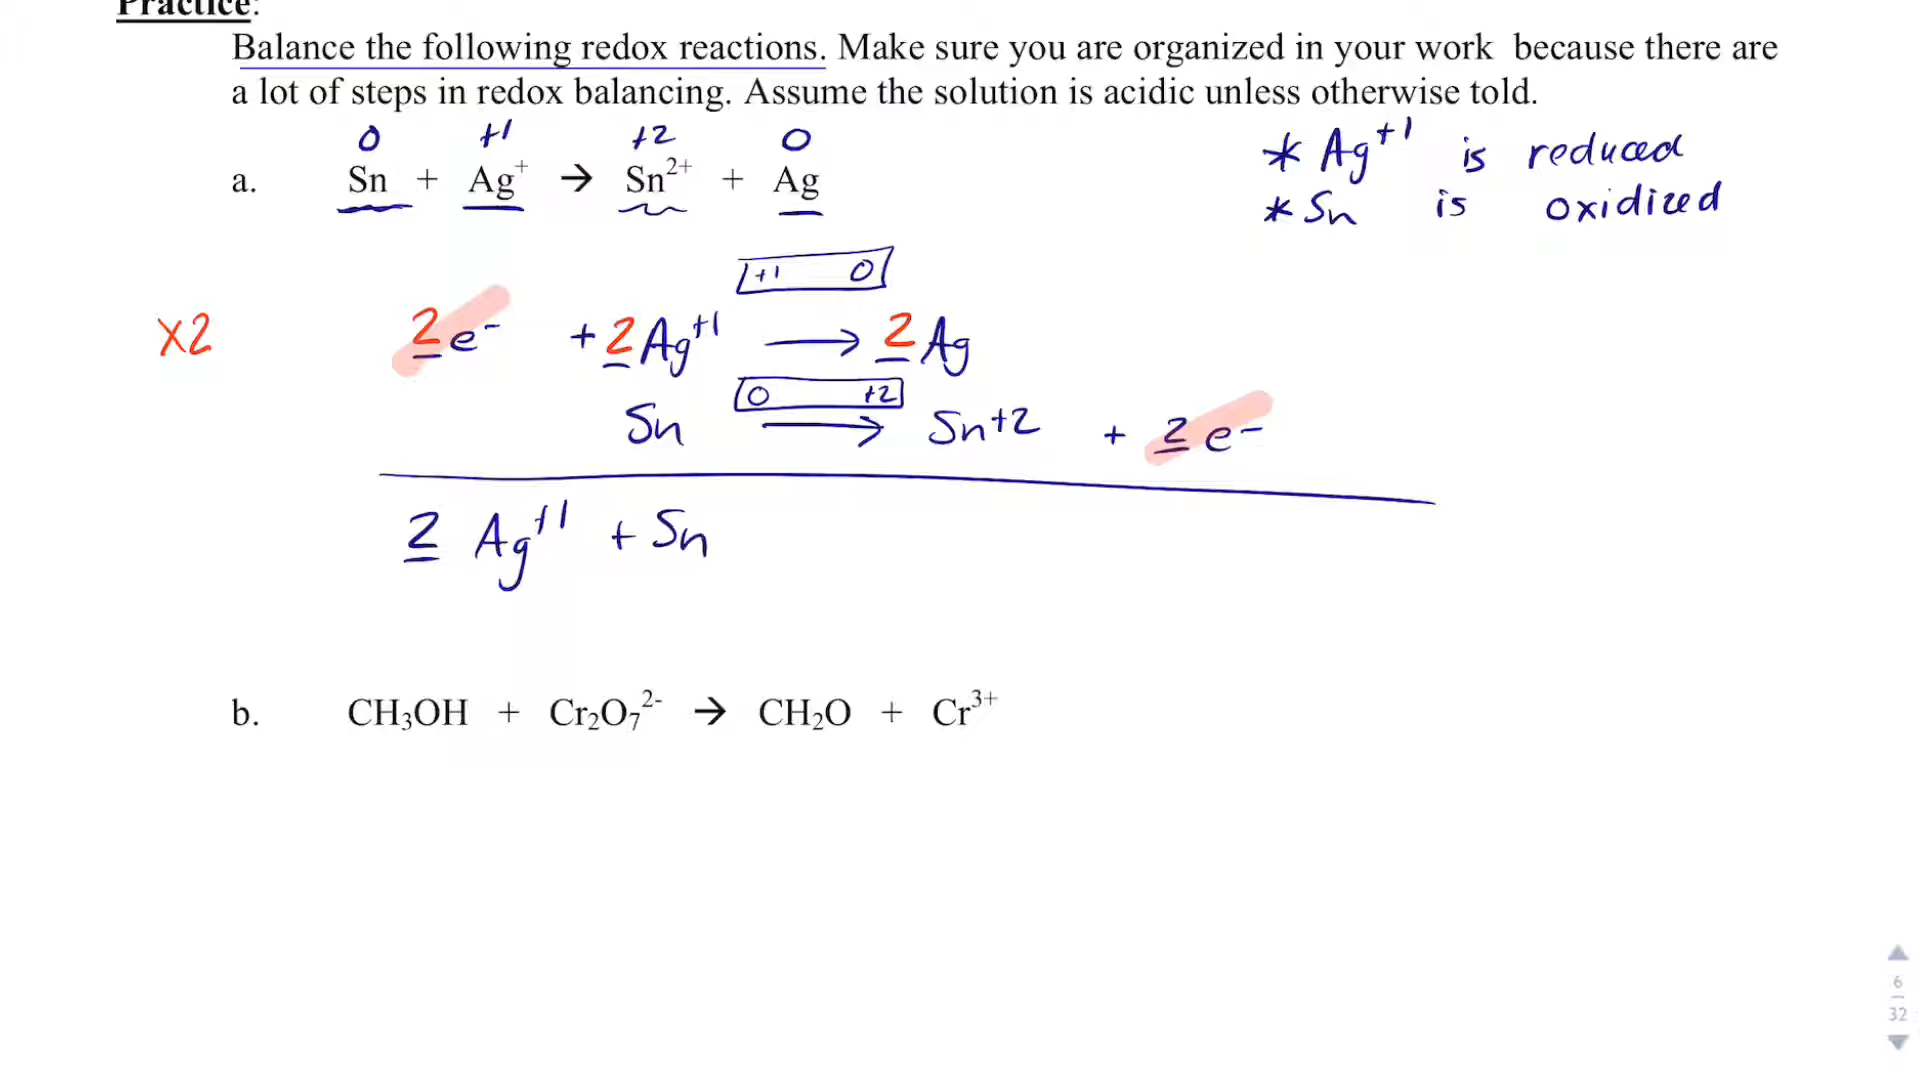 Practice:
Balance the following redox reactions. Make sure you are organized in your work because there are
a lot of steps in redox balancing. Assume the solution is acidic unless otherwise told.
0 +1 +2 0
a. Sn + Ag⁺ → Sn²⁺ + Ag
* Ag⁺¹ is reduced
* Sn is oxidized
+1 0
X2 2e⁻ + 2Ag⁺¹ → 2Ag
0 +2
Sn → Sn+2 + 2e⁻
2 Ag⁺¹ + Sn
b. CH₃OH + Cr₂O₇²⁻ → CH₂O + Cr³⁺
6
32